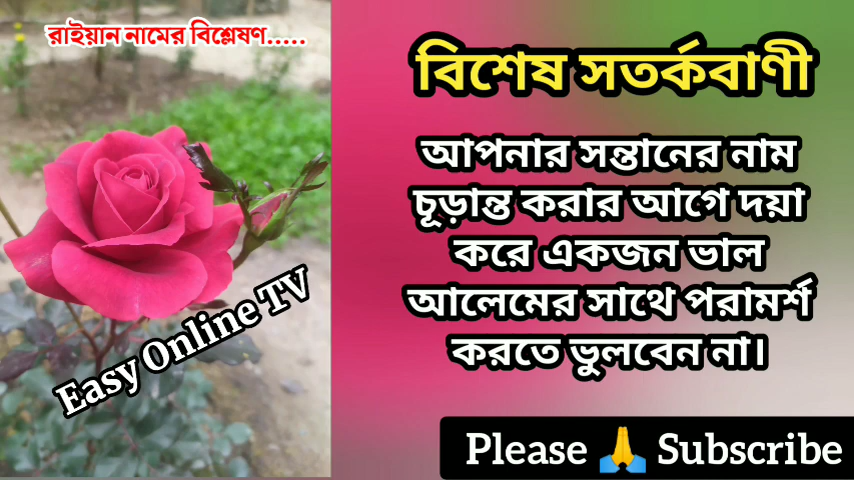 রাইয়ান নামের বিশ্লেষণ.....
Easy Online TV
বিশেষ সতর্কবাণী
আপনার সন্তানের নাম
চূড়ান্ত করার আগে দয়া
করে একজন ভাল
আলেমের সাথে পরামর্শ
করতে ভুলবেন না।
Please 🙏 Subscribe